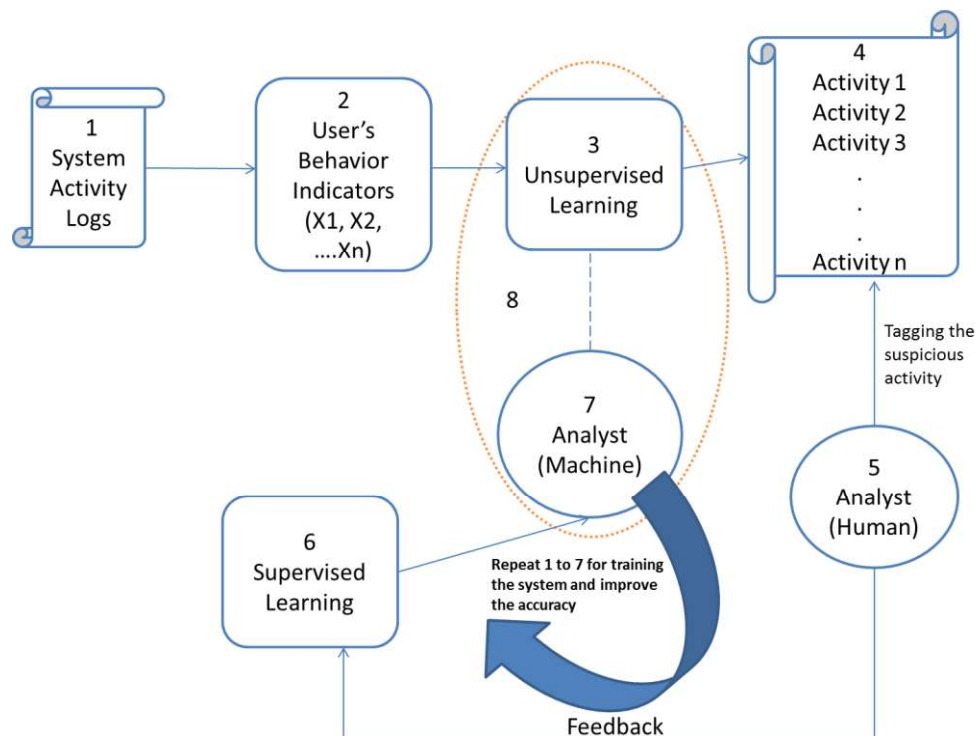 1
System
Activity
Logs
2
User’s
Behavior
Indicators
(X1, X2,
….Xn)
3
Unsupervised
Learning
4
Activity 1
Activity 2
Activity 3
.
.
.
Activity n
8
Tagging the
suspicious
activity
7
Analyst
(Machine)
5
Analyst
(Human)
6
Supervised
Learning
Repeat 1 to 7 for training
the system and improve
the accuracy
Feedback